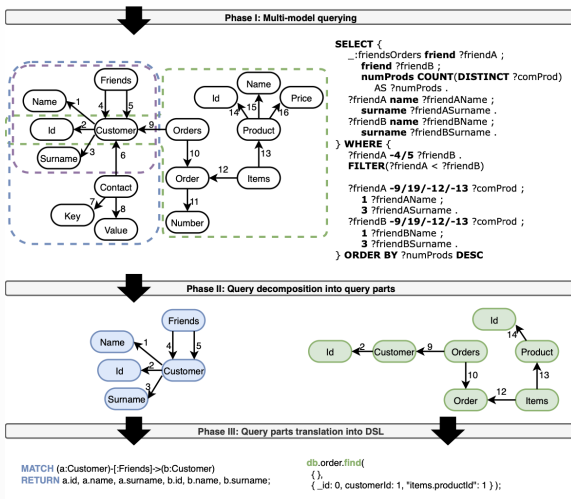 Phase I: Multi-model querying
Friends
Name
4
5
1
Id
2
Customer
9
Orders
Surname
3
6
Contact
7
8
Key
Value
10
Order
12
Items
11
Number
13
Product
Id
14
Name
15
Price
16
SELECT {
_:friendsOrders friend ?friendA ;
friend ?friendB ;
numProds COUNT(DISTINCT ?comProd)
AS ?numProds .
?friendA name ?friendAName ;
surname ?friendASurname .
?friendB name ?friendBName ;
surname ?friendBSurname .
} WHERE {
?friendA -4/5 ?friendB .
FILTER(?friendA < ?friendB)
?friendA -9/19/-12/-13 ?comProd ;
1 ?friendAName ;
3 ?friendASurname .
?friendB -9/19/-12/-13 ?comProd ;
1 ?friendBName ;
3 ?friendBSurname .
} ORDER BY ?numProds DESC
Phase II: Query decomposition into query parts
Friends
Name
1
4
5
Id
2
Customer
Surname
3
Id
2
Customer
9
Orders
10
Order
12
Items
13
Product
14
Id
Phase III: Query parts translation into DSL
MATCH (a:Customer)-[:Friends]->(b:Customer)
RETURN a.id, a.name, a.surname, b.id, b.name, b.surname;
db.order.find(
{ },
{ _id: 0, customerId: 1, "items.productId": 1 } );